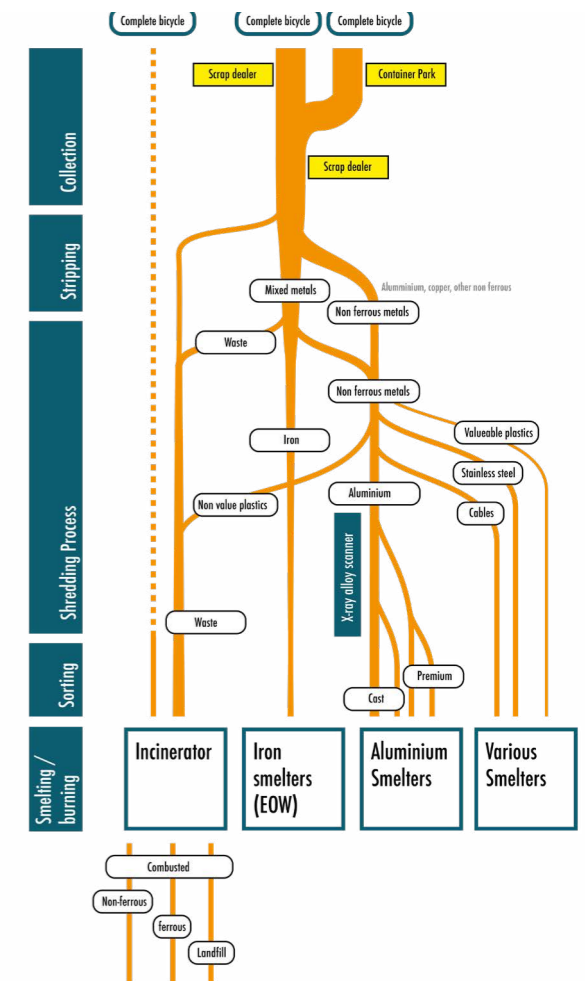 Complete bicycle
Complete bicycle
Complete bicycle
Scrap dealer
Container Park
Scrap dealer
Collection
Stripping
Mixed metals
Alumminium, copper, other non ferrous
Non ferrous metals
Waste
Non ferrous metals
Valueable plastics
Iron
Stainless steel
Aluminium
Non value plastics
Cables
Shredding Process
X-ray alloy scanner
Waste
Sorting
Premium
Cast
Smelting /
burning
Incinerator
Iron
smelters
(EOW)
Aluminium
Smelters
Various
Smelters
Combusted
Non-ferrous
ferrous
Landfill